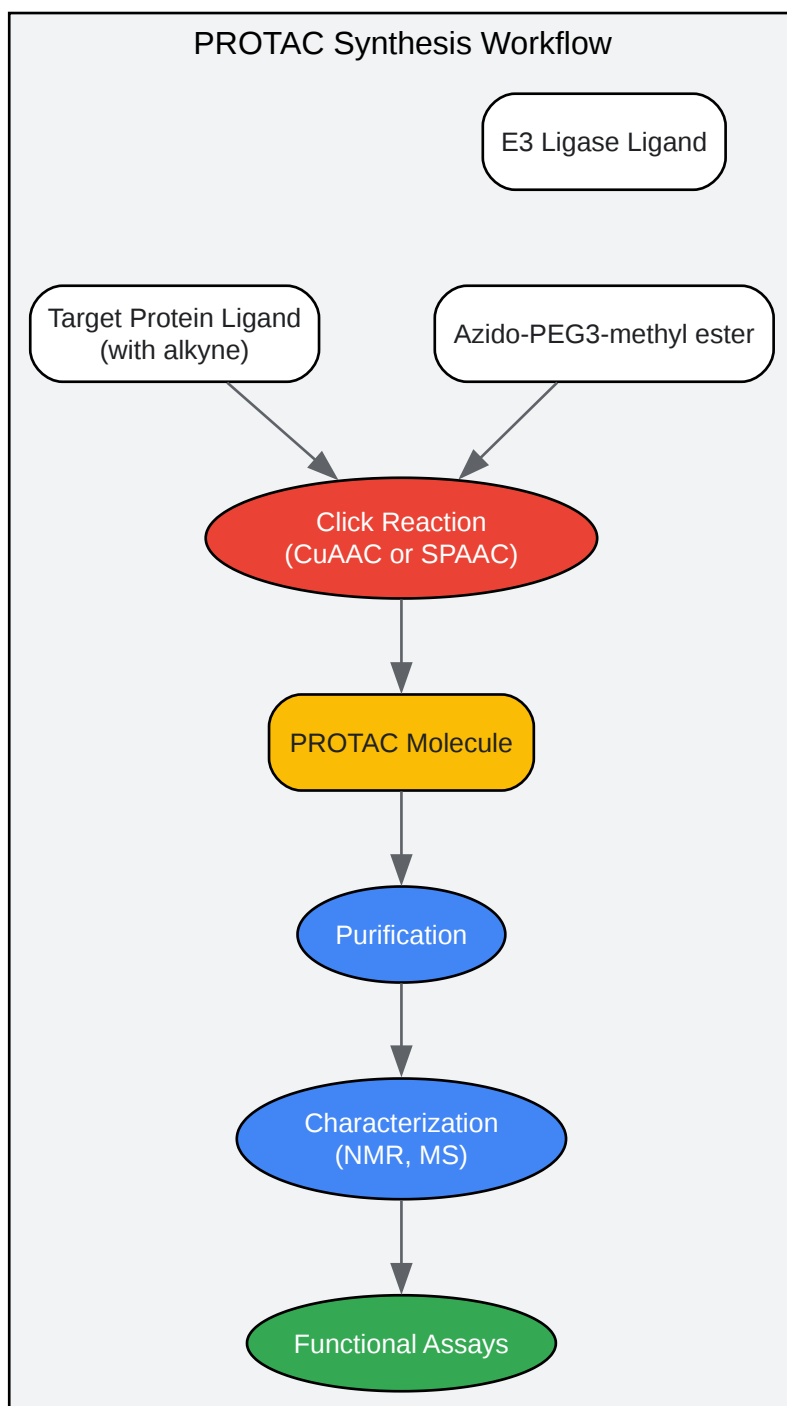 PROTAC Synthesis Workflow
E3 Ligase Ligand
Target Protein Ligand
(with alkyne)
Azido-PEG3-methyl ester
Click Reaction
(CuAAC or SPAAC)
PROTAC Molecule
Purification
Characterization
(NMR, MS)
Functional Assays